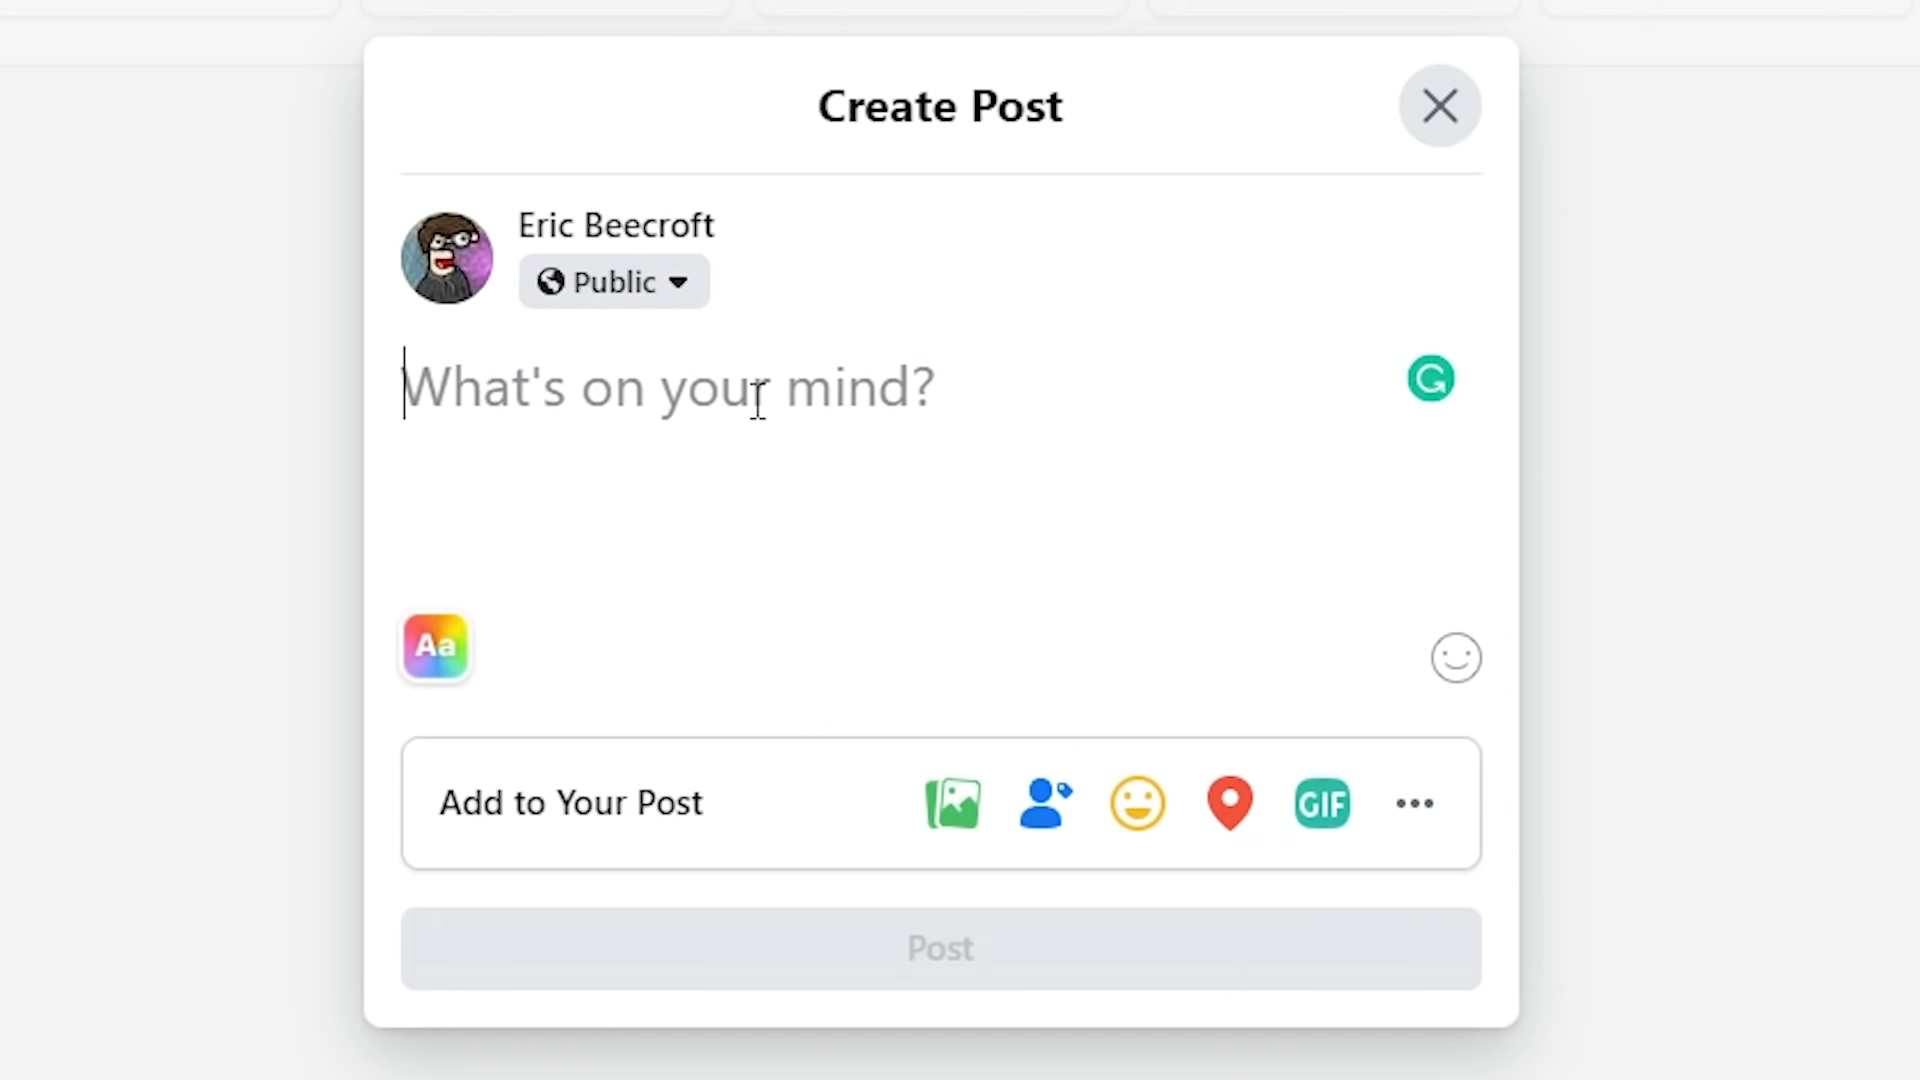 Create Post
Eric Beecroft
Public
What's on your mind?
Aa
Add to Your Post
GIF
Post